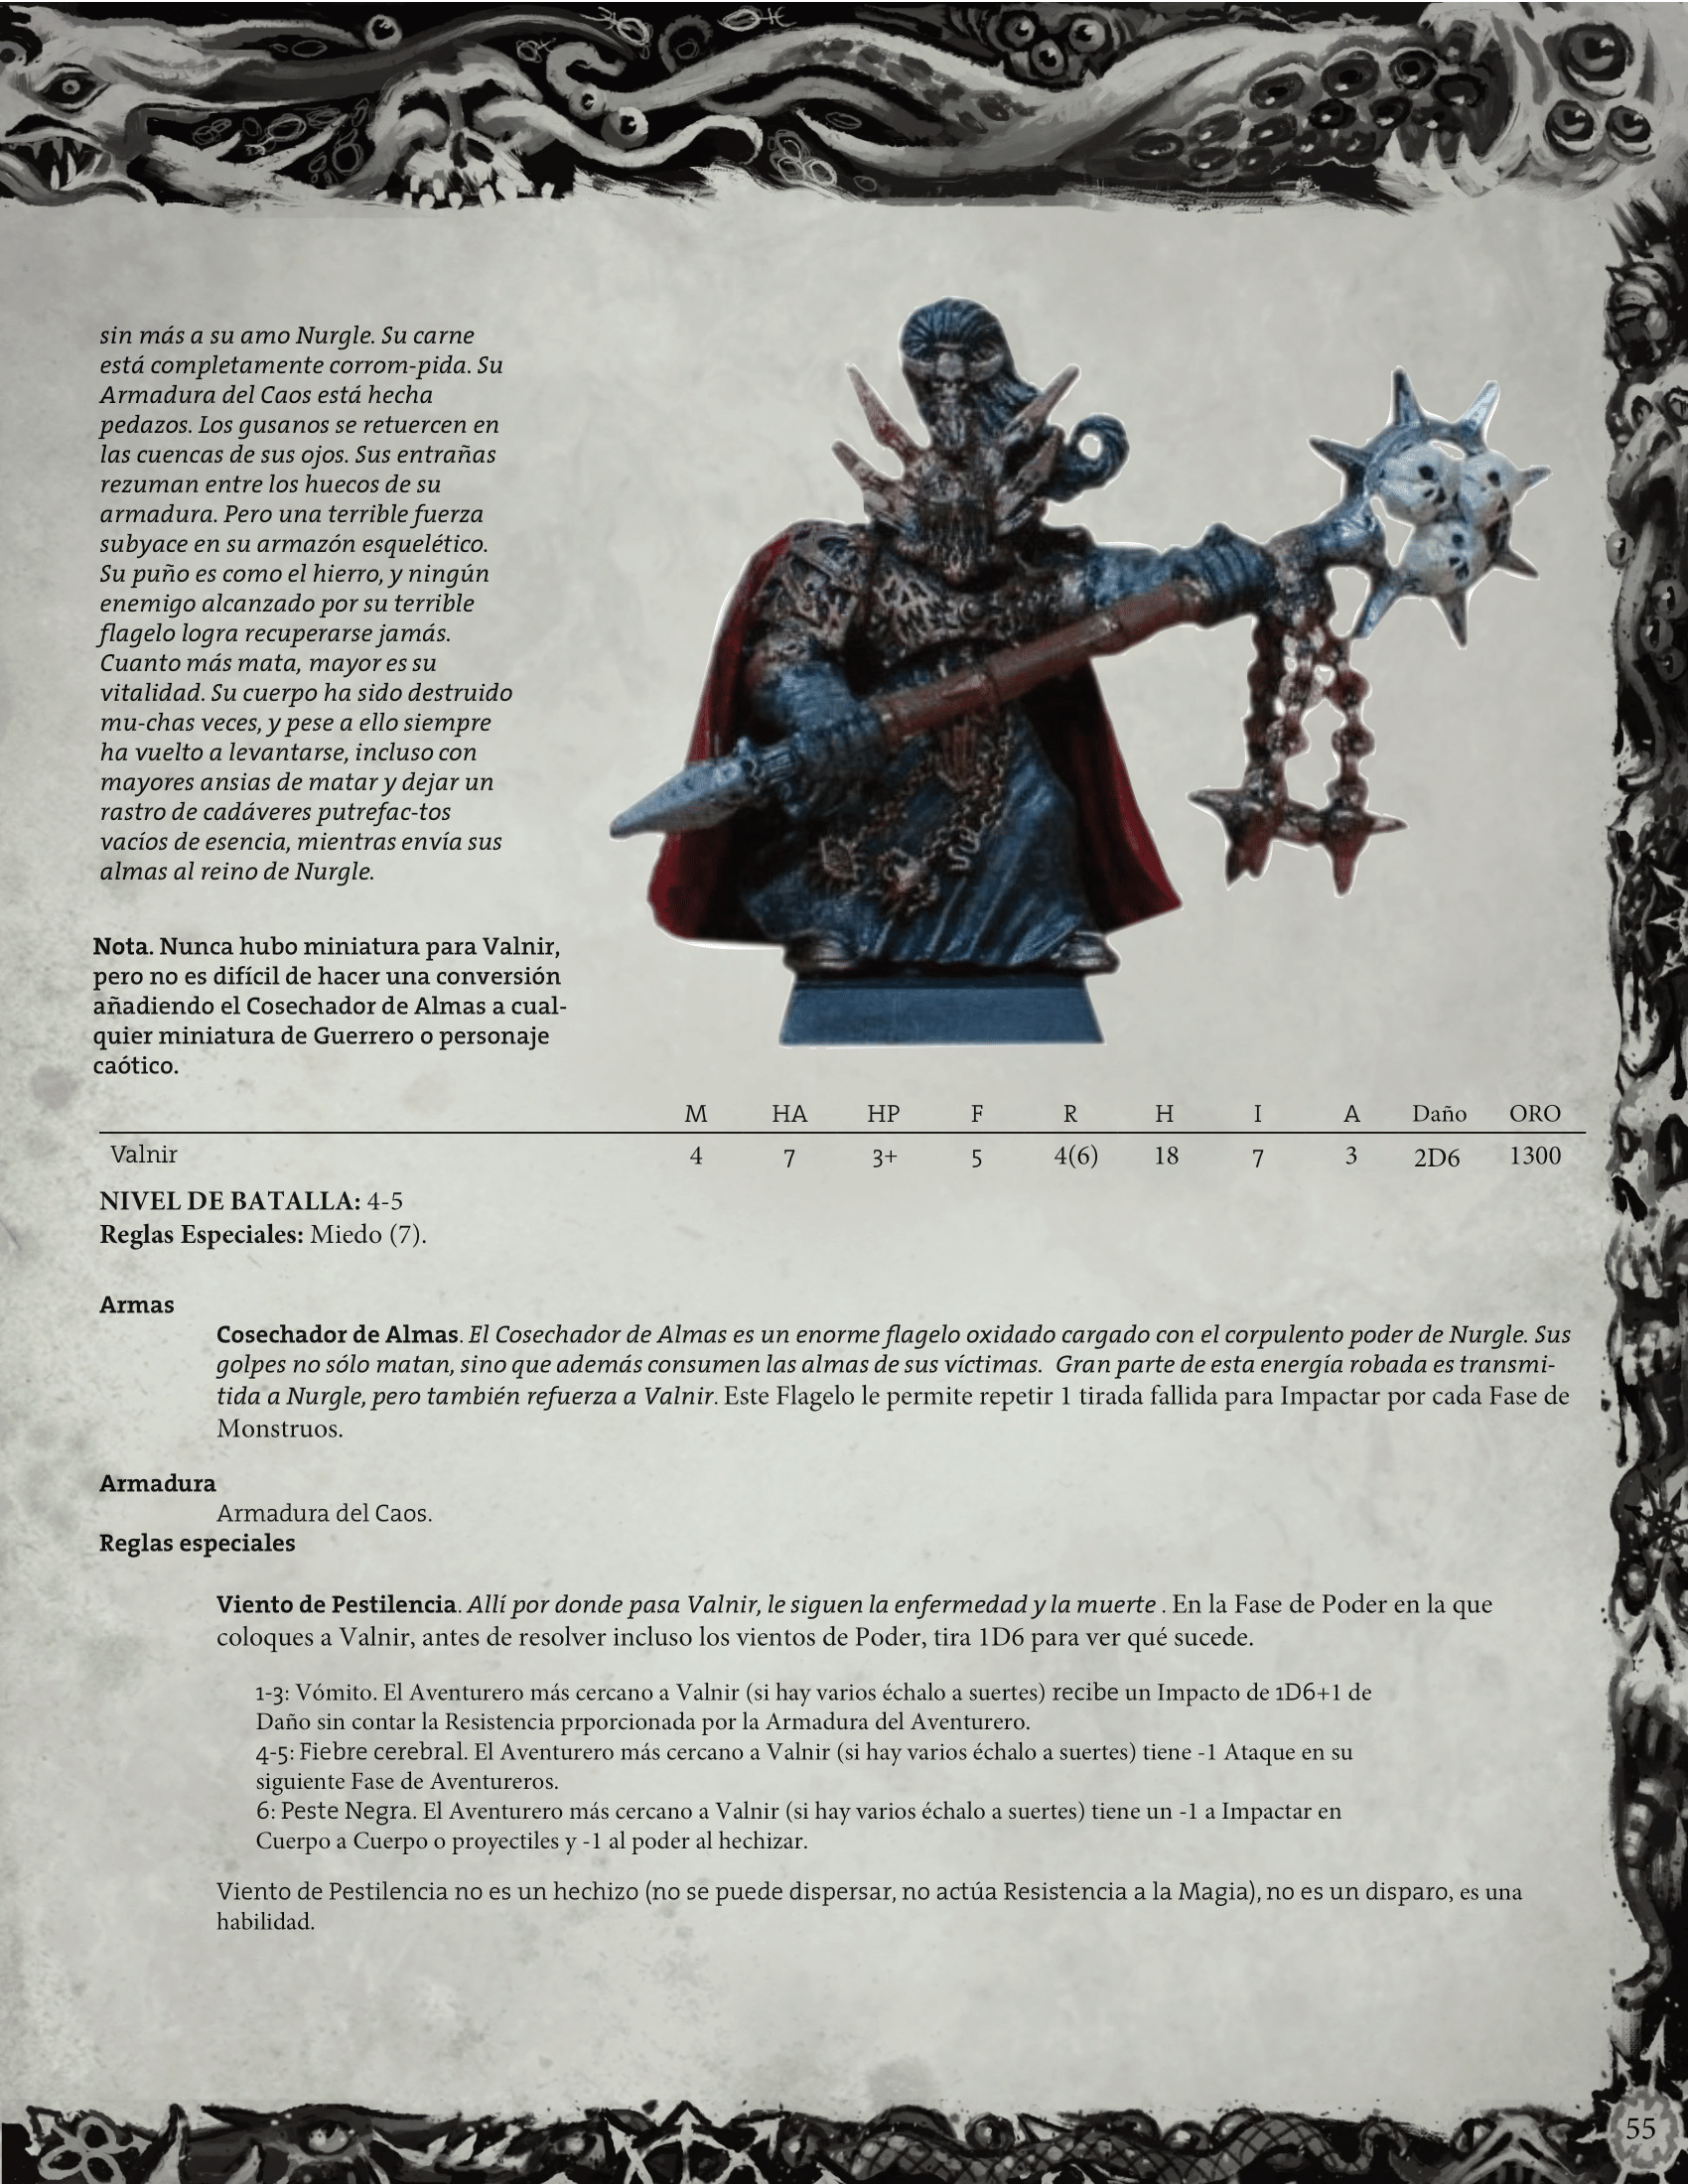 sin más a su amo Nurgle. Su carne
está completamente corrom-pida. Su
Armadura del Caos está hecha
pedazos. Los gusanos se retuercen en
las cuencas de sus ojos. Sus entrañas
rezuman entre los huecos de su
armadura. Pero una terrible fuerza
subyace en su armazón esquelético.
Su puño es como el hierro, y ningún
enemigo alcanzado por su terrible
flagelo logra recuperarse jamás.
Cuanto más mata, mayor es su
vitalidad. Su cuerpo ha sido destruido
mu-chas veces, y pese a ello siempre
ha vuelto a levantarse, incluso con
mayores ansias de matar y dejar un
rastro de cadáveres putrefac-tos
vacíos de esencia, mientras envía sus
almas al reino de Nurgle.
Nota. Nunca hubo miniatura para Valnir,
pero no es difícil de hacer una conversión
añadiendo el Cosechador de Almas a cual-
quier miniatura de Guerrero o personaje
caótico.
M HA HP F R H I A Daño ORO
Valnir 4 7 3+ 5 4(6) 18 7 3 2D6 1300
NIVEL DE BATALLA: 4-5
Reglas Especiales: Miedo (7).
Armas
Cosechador de Almas. El Cosechador de Almas es un enorme flagelo oxidado cargado con el corpulento poder de Nurgle. Sus
golpes no sólo matan, sino que además consumen las almas de sus víctimas. Gran parte de esta energía robada es transmi-
tida a Nurgle, pero también refuerza a Valnir. Este Flagelo le permite repetir 1 tirada fallida para Impactar por cada Fase de
Monstruos.
Armadura
Armadura del Caos.
Reglas especiales
Viento de Pestilencia. Allí por donde pasa Valnir, le siguen la enfermedad y la muerte . En la Fase de Poder en la que
coloques a Valnir, antes de resolver incluso los vientos de Poder, tira 1D6 para ver qué sucede.
1-3: Vómito. El Aventurero más cercano a Valnir (si hay varios échalo a suertes) recibe un Impacto de 1D6+1 de
Daño sin contar la Resistencia prporcionada por la Armadura del Aventurero.
4-5: Fiebre cerebral. El Aventurero más cercano a Valnir (si hay varios échalo a suertes) tiene -1 Ataque en su
siguiente Fase de Aventureros.
6: Peste Negra. El Aventurero más cercano a Valnir (si hay varios échalo a suertes) tiene un -1 a Impactar en
Cuerpo a Cuerpo o proyectiles y -1 al poder al hechizar.
Viento de Pestilencia no es un hechizo (no se puede dispersar, no actúa Resistencia a la Magia), no es un disparo, es una
habilidad.
55